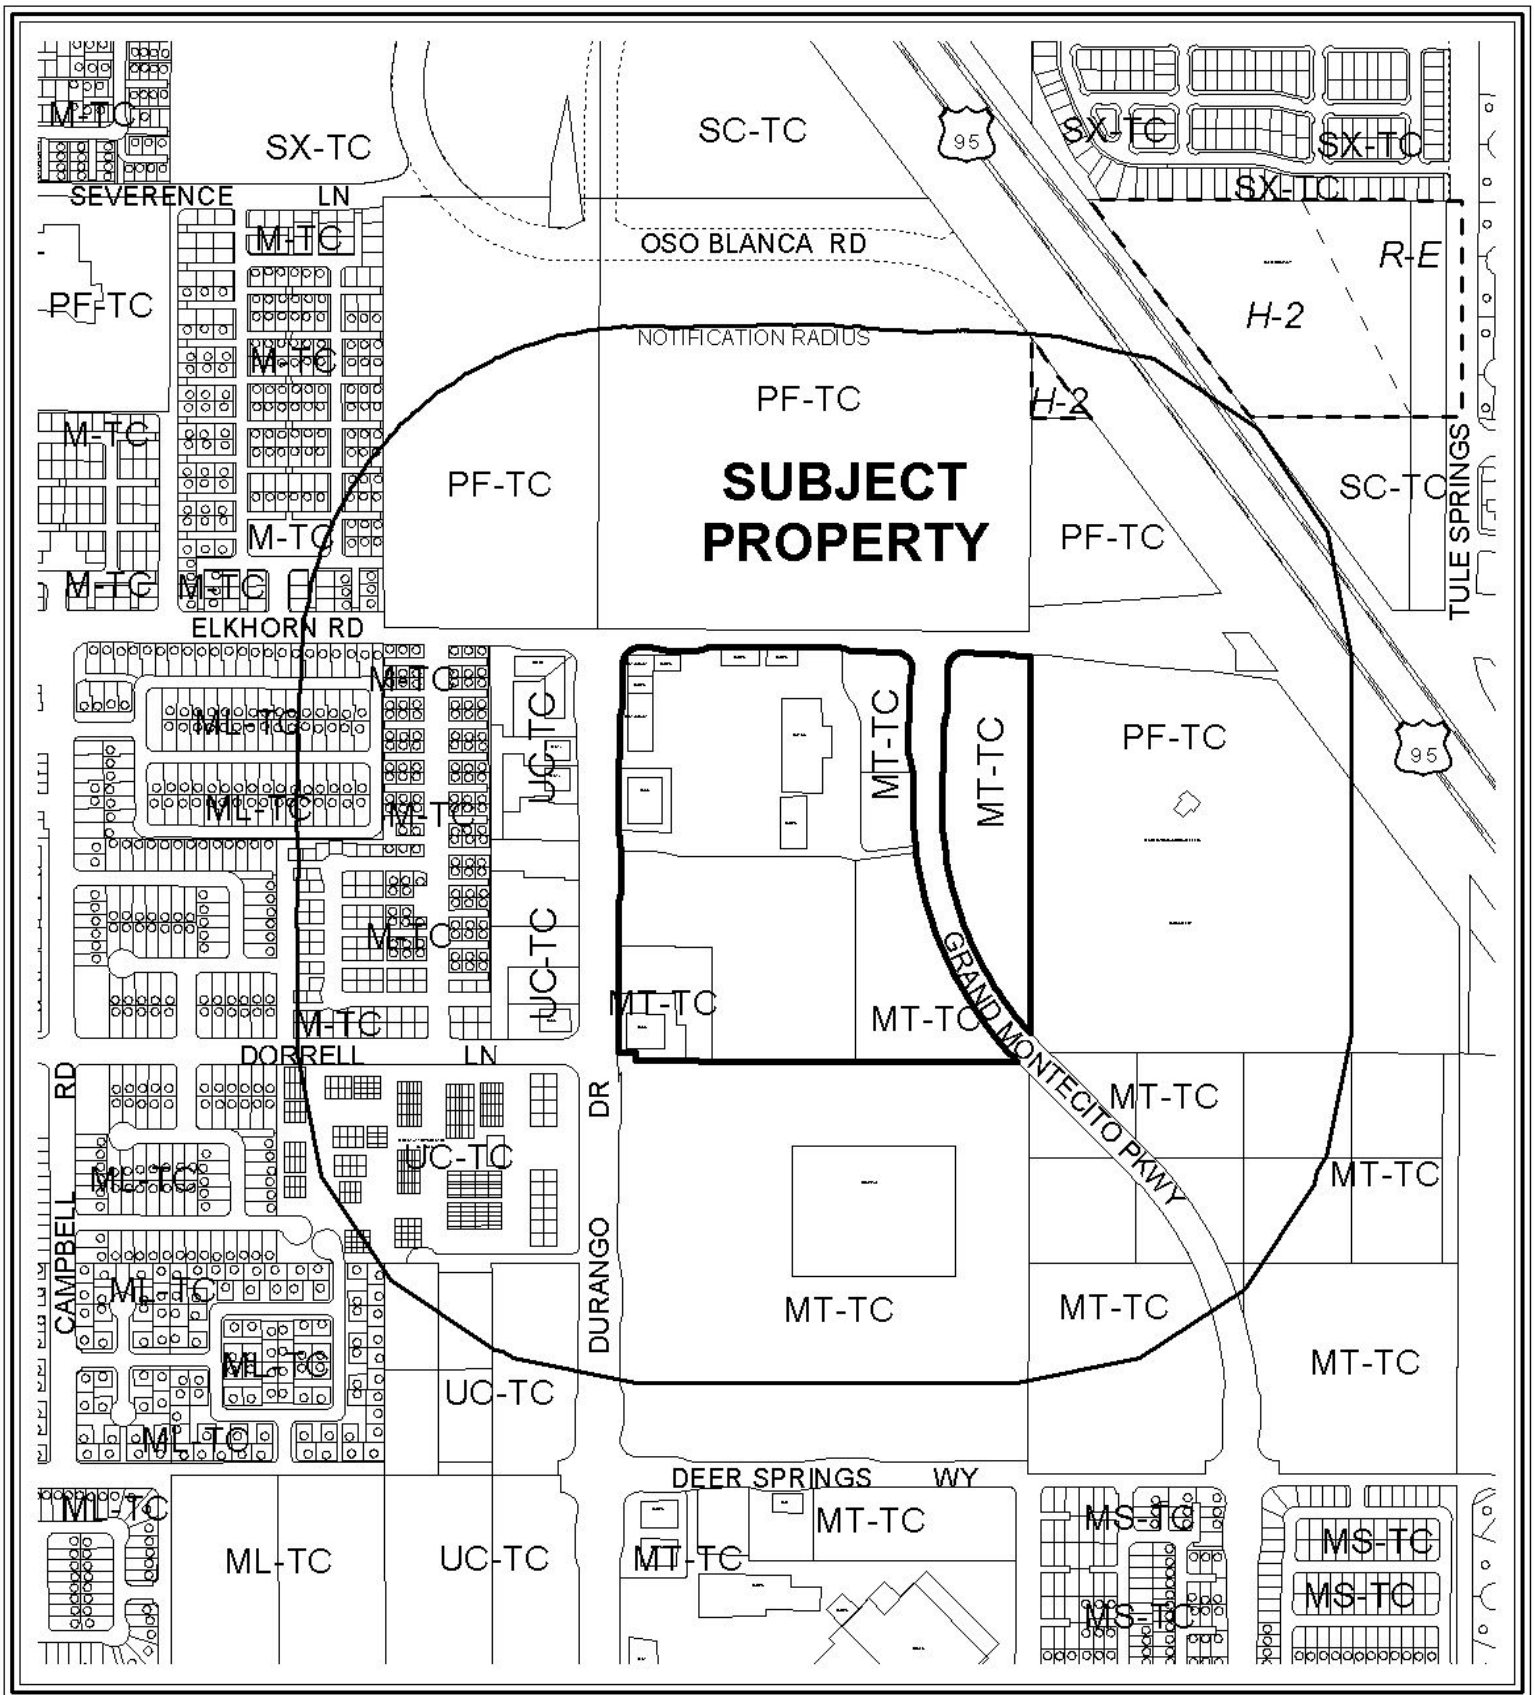 M-TC
SX-TC
SC-TC
95
SX-TC
SX-TC
SX-TC
SEVERENCE LN
M-TC
OSO BLANCA RD
R-E
PF-TC
H-2
NOTIFICATION RADIUS
M-TC
PF-TC
H-2
M-TC
PF-TC
SUBJECT
PROPERTY
SC-TC
TULE SPRINGS
M-TC
PF-TC
M-TC
M-TC
ELKHORN RD
M-TC
UC-TC
MT-TC
MT-TC
PF-TC
95
ML-TC
ML-TC
M-TC
M-TC
UC-TC
MT-TC
MT-TC
GRAND MONTECITO PKWY
M-TC
DORRELL LN
RD
DR
MT-TC
UC-TC
ML-TC
MT-TC
CAMPBELL
DURANGO
ML-TC
MT-TC
MT-TC
ML-TC
MT-TC
UC-TC
ML-TC
DEER SPRINGS WY
ML-TC
MT-TC
MS-TC
MS-TC
ML-TC
UC-TC
MT-TC
MS-TC
MS-TC